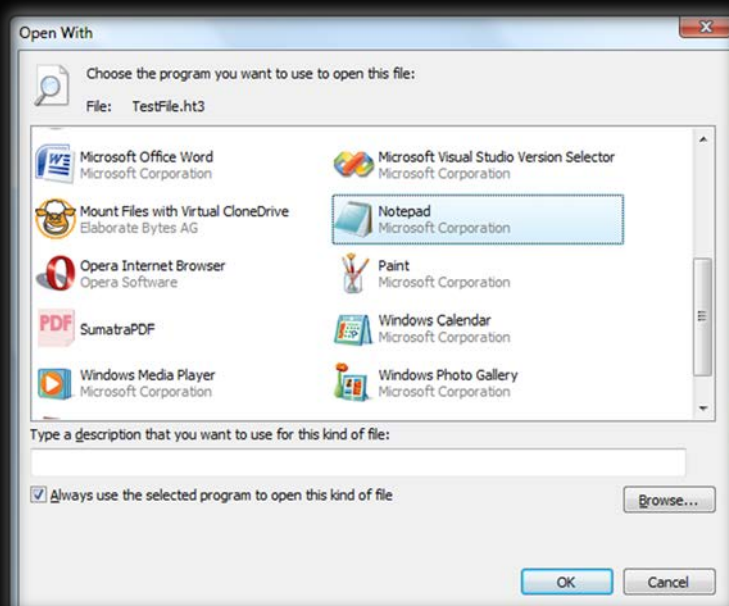 Open With
Choose the program you want to use to open this file:
File: TestFile.ht3
Microsoft Office Word
Microsoft Corporation
Microsoft Visual Studio Version Selector
Microsoft Corporation
Mount Files with Virtual CloneDrive
Elaborate Bytes AG
Notepad
Microsoft Corporation
Opera Internet Browser
Opera Software
Paint
Microsoft Corporation
PDF
SumatraPDF
Windows Calendar
Microsoft Corporation
Windows Media Player
Microsoft Corporation
Windows Photo Gallery
Microsoft Corporation
Type a description that you want to use for this kind of file:
Always use the selected program to open this kind of file
Browse...
OK
Cancel